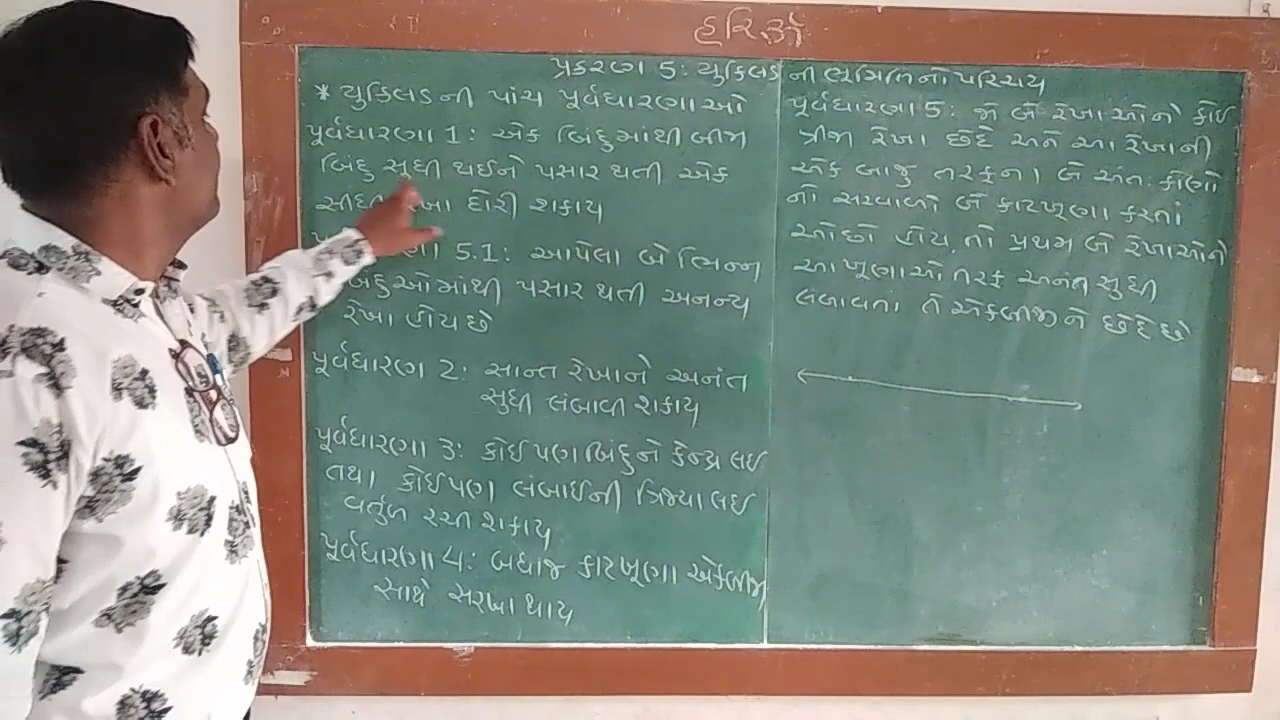 હરિ ૐ
પ્રકરણ 5: યુકિલડ ની ભૂમિતિનો પરિચય
* યુકિલડ ની પાંચ પૂર્વધારણાઓ
પૂર્વધારણા 1: એક બિંદુમાંથી બીજા
બિંદુ સુધી થઈને પસાર થતી એક
સીધી દોરી શકાય
5.1: આપેલા બે ભિન્ન
બિંદુઓમાંથી પસાર થતી અનન્ય
રેખા હોય છે
પૂર્વધારણા 2: સાન્ત રેખાને અનંત
સુધી લંબાવી શકાય
પૂર્વધારણા 3: કોઈપણ બિંદુને કેન્દ્ર લઈ
તથા કોઈપણ લંબાઈની ત્રિજ્યા લઈ
વર્તુળ રચી શકાય
પૂર્વધારણા 4: બધાજ કાટખૂણા એકબીજા
સાથે સરખા થાય
પૂર્વધારણા 5: જો બે રેખાઓને કોઈ
ત્રીજી રેખા છેદે અને આ રેખાની
એક બાજુ તરફના બે અંતઃ કોણો
નો સરવાળો બે કાટખૂણા કરતાં
ઓછો હોય, તો પ્રથમ બે રેખાઓને
આ ખૂણાઓ તરફ અનંત સુધી
લંબાવતા તે એકબીજાને છેદે છે